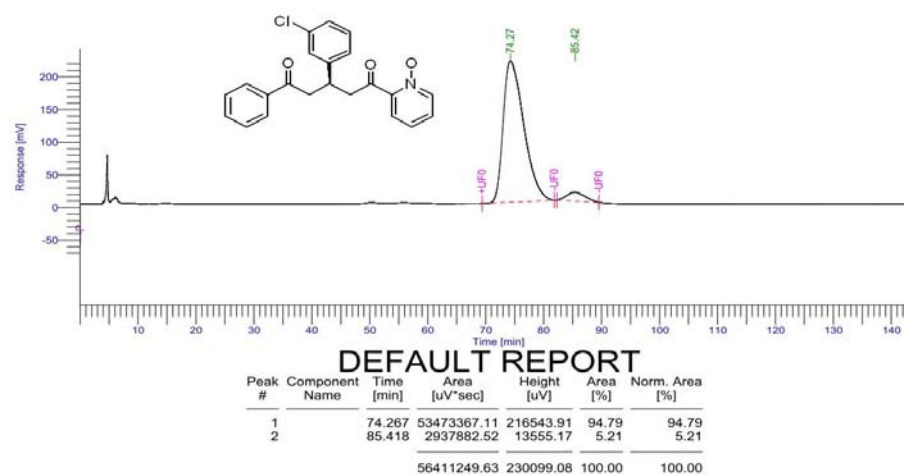 Cl
O
O
O
N
-74.27
-85.42
Response [mV]
200
150
100
50
0
-50
+UF0
-UF0
-UF0
10 20 30 40 50 60 70 80 90 100 110 120 130 140
Time [min]
DEFAULT REPORT
Peak Component Time Area Height Area Norm. Area
# Name [min] [uV*sec] [uV] [%] [%]
1 74.267 53473367.11 216543.91 94.79 94.79
2 85.418 2937882.52 13555.17 5.21 5.21
56411249.63 230099.08 100.00 100.00